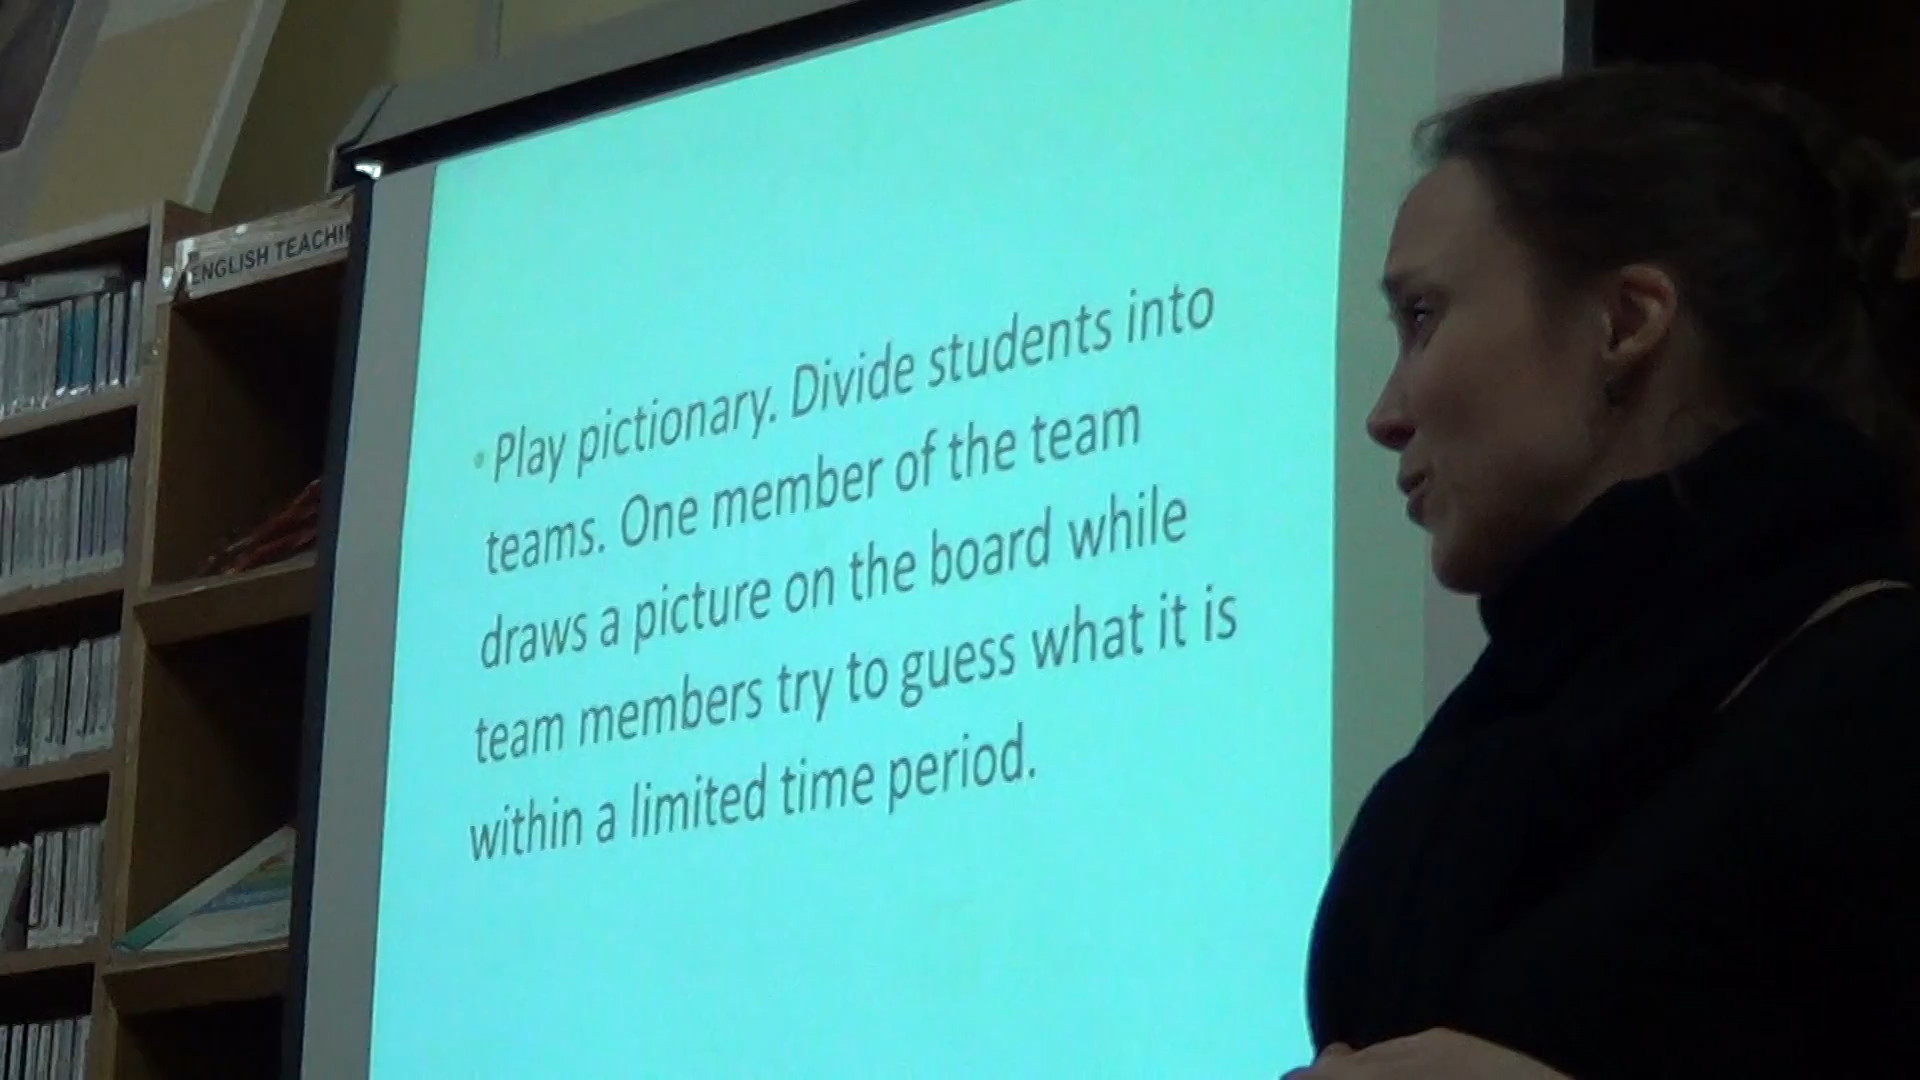 ENGLISH TEACHI
• Play pictionary. Divide students into
teams. One member of the team
draws a picture on the board while
team members try to guess what it is
within a limited time period.